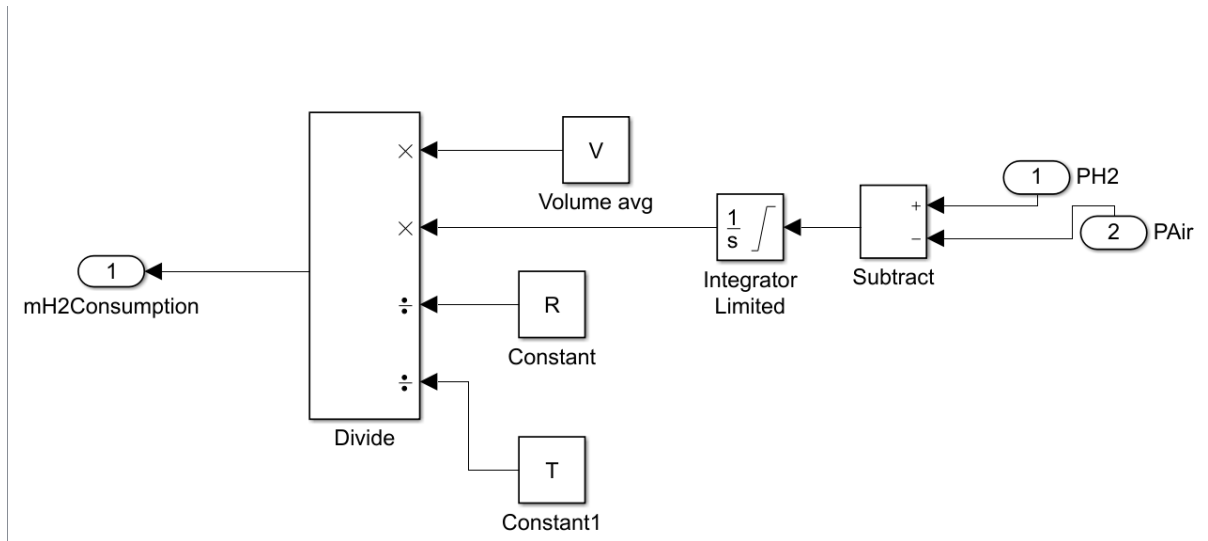 ×
V
Volume avg
×
1
s
Integrator
Limited
+
−
Subtract
1
PH2
2
PAir
1
mH2Consumption
÷
R
Constant
÷
Divide
T
Constant1